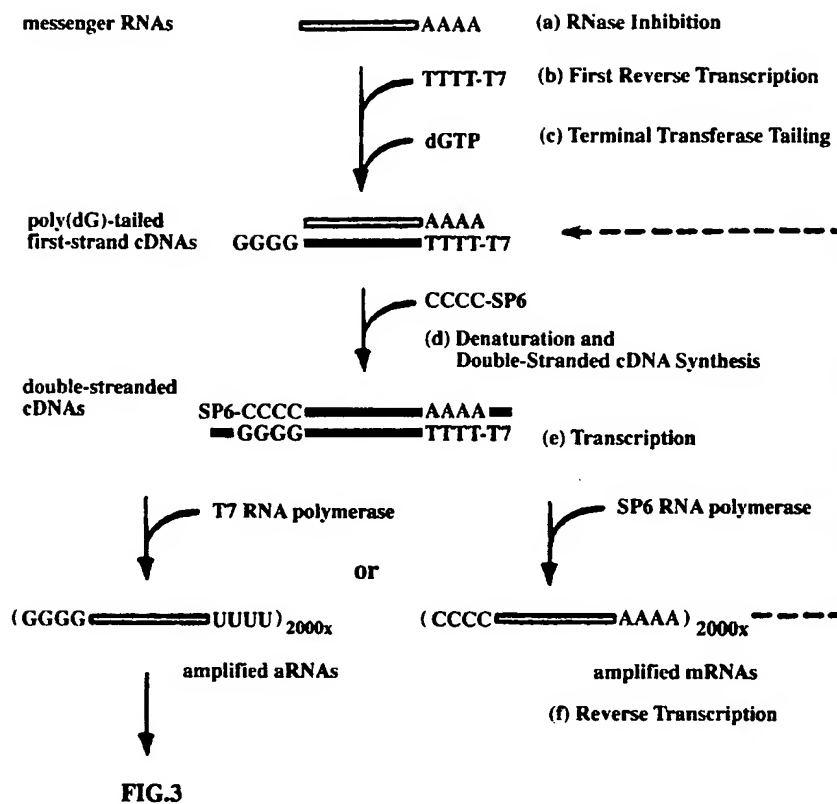 messenger RNAs
AAAA
(a) RNase Inhibition
TTTT-T7
(b) First Reverse Transcription
dGTP
(c) Terminal Transferase Tailing
poly(dG)-tailed
first-strand cDNAs
AAAA
GGGG
TTTT-T7
CCCC-SP6
(d) Denaturation and
Double-Stranded cDNA Synthesis
double-streanded
cDNAs
SP6-CCCC
AAAA
GGGG
TTTT-T7
(e) Transcription
T7 RNA polymerase
SP6 RNA polymerase
or
(GGGG
UUUU)2000x
(CCCC
AAAA)2000x
amplified aRNAs
amplified mRNAs
(f) Reverse Transcription
FIG.3